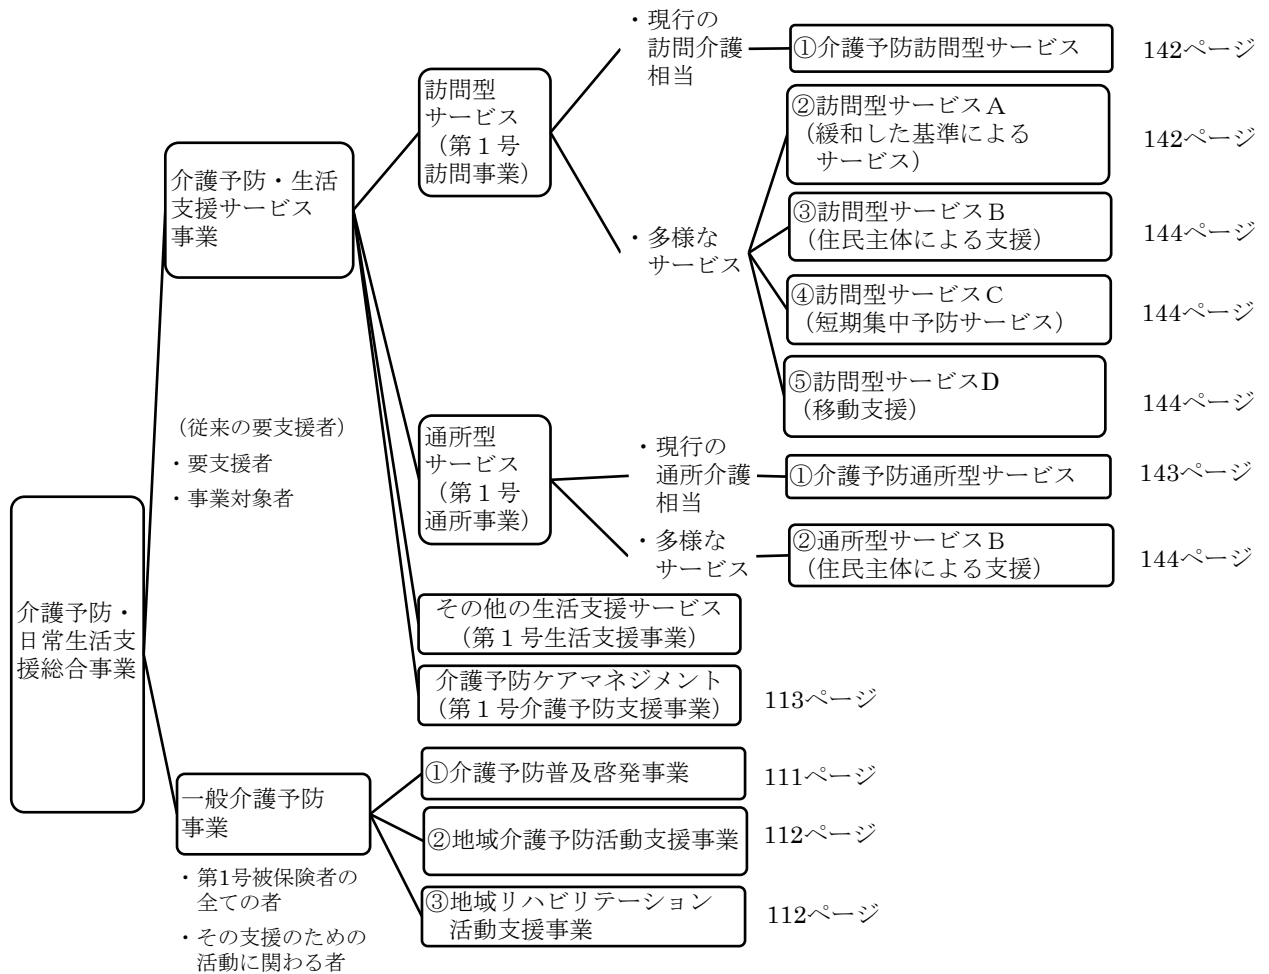 介護予防・
日常生活支
援総合事業
介護予防・生活
支援サービス
事業
（従来の要支援者）
・要支援者
・事業対象者
訪問型
サービス
（第１号
訪問事業）
・現行の
訪問介護
相当
①介護予防訪問型サービス
142ページ
・多様な
サービス
②訪問型サービスＡ
（緩和した基準による
サービス）
142ページ
③訪問型サービスＢ
（住民主体による支援）
144ページ
④訪問型サービスＣ
（短期集中予防サービス）
144ページ
⑤訪問型サービスD
（移動支援）
144ページ
通所型
サービス
（第１号
通所事業）
・現行の
通所介護
相当
①介護予防通所型サービス
143ページ
・多様な
サービス
②通所型サービスＢ
（住民主体による支援）
144ページ
その他の生活支援サービス
（第１号生活支援事業）
介護予防ケアマネジメント
（第１号介護予防支援事業）
113ページ
一般介護予防
事業
・第1号被保険者の
全ての者
・その支援のための
活動に関わる者
①介護予防普及啓発事業
111ページ
②地域介護予防活動支援事業
112ページ
③地域リハビリテーション
活動支援事業
112ページ